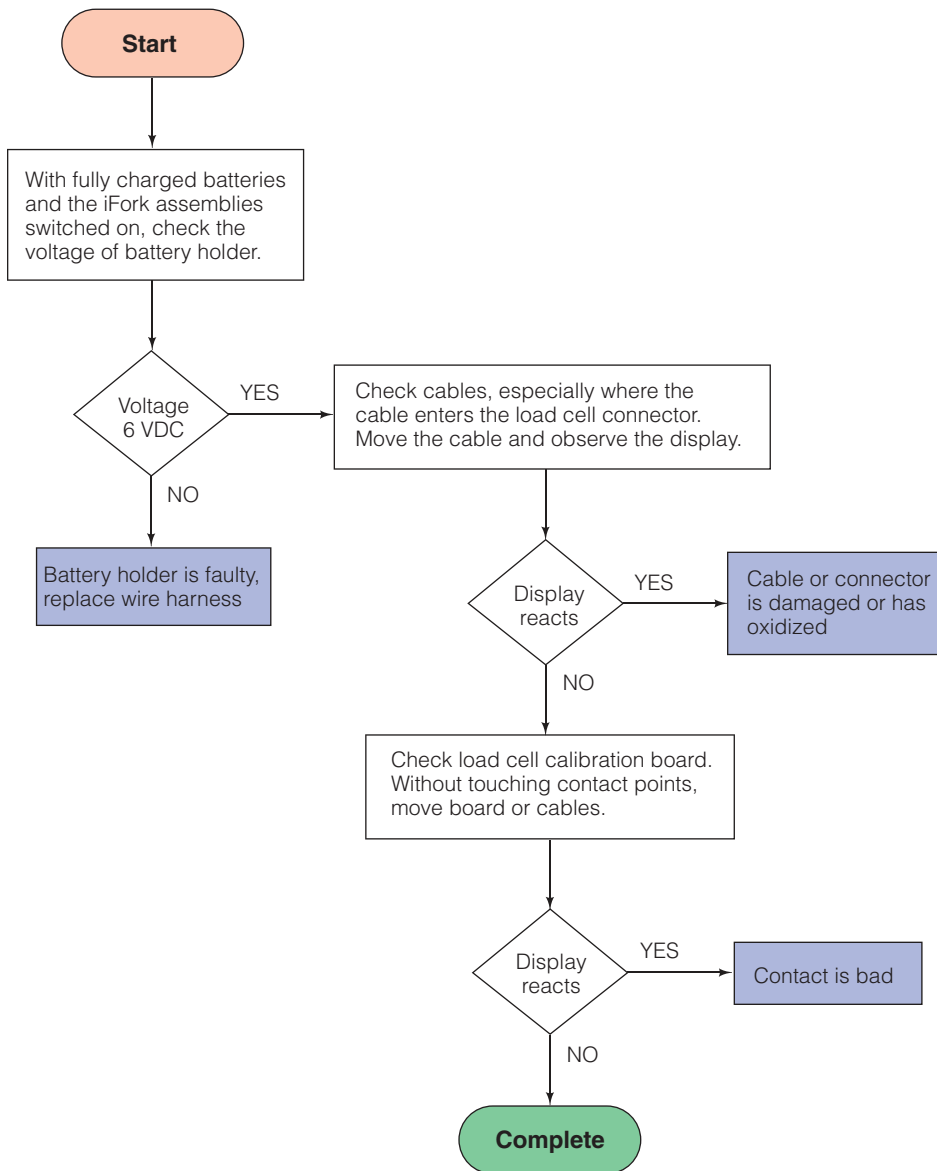 Start
With fully charged batteries
and the iFork assemblies
switched on, check the
voltage of battery holder.
Voltage
6 VDC
YES
Check cables, especially where the
cable enters the load cell connector.
Move the cable and observe the display.
NO
Battery holder is faulty,
replace wire harness
Display
reacts
YES
Cable or connector
is damaged or has
oxidized
NO
Check load cell calibration board.
Without touching contact points,
move board or cables.
Display
reacts
YES
Contact is bad
NO
Complete